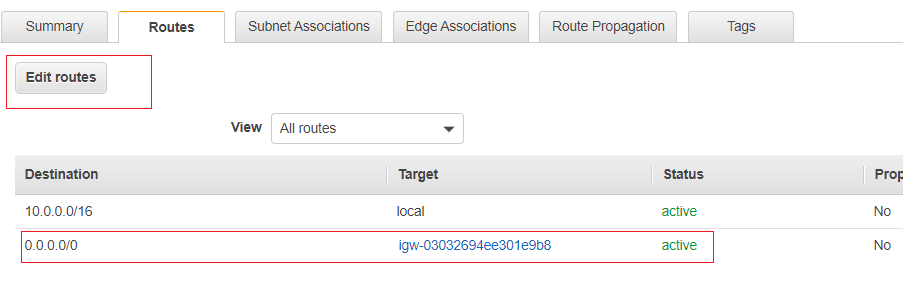 Summary Routes Subnet Associations Edge Associations Route Propagation Tags
Edit routes
View All routes
Destination Target Status Prop
10.0.0.0/16 local active No
0.0.0.0/0 igw-03032694ee301e9b8 active No